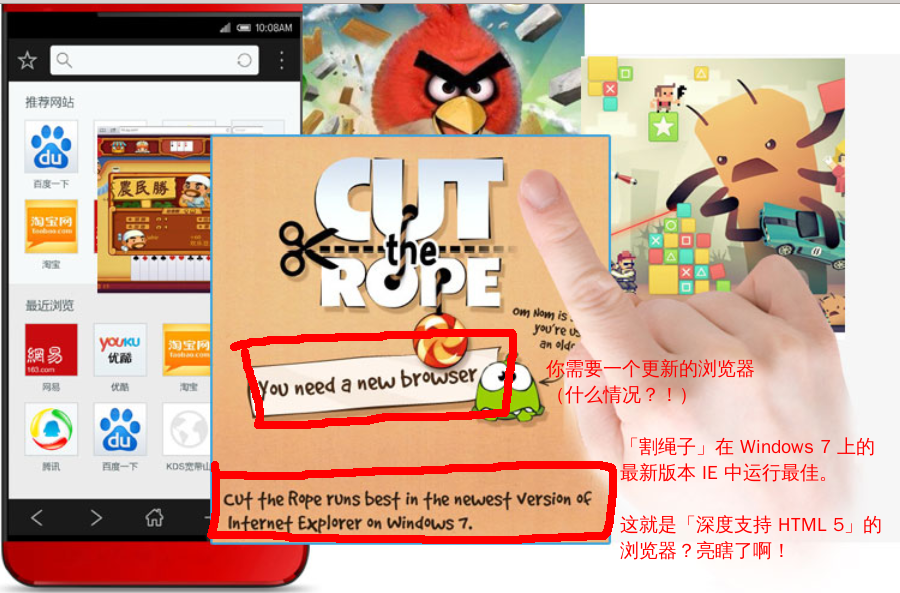 10:08AM
推荐网站
Bai du
百度一下
農民勝
淘宝网
Taobao.com
淘宝
CUT
the
ROPE
Om Nom is
you're us
an olde
You need a new browser
最近浏览
網易
163.com
YOUKU
优酷
淘宝网
Taobao.com
网易
优酷
淘宝
du
腾讯
百度一下
KDS宽带山
Cut the Rope runs best in the newest version of
Internet Explorer on Windows 7.
你需要一个更新的浏览器
（什么情况？！）
「割绳子」在 Windows 7 上的
最新版本 IE 中运行最佳。
这就是「深度支持 HTML 5」的
浏览器？亮瞎了啊！